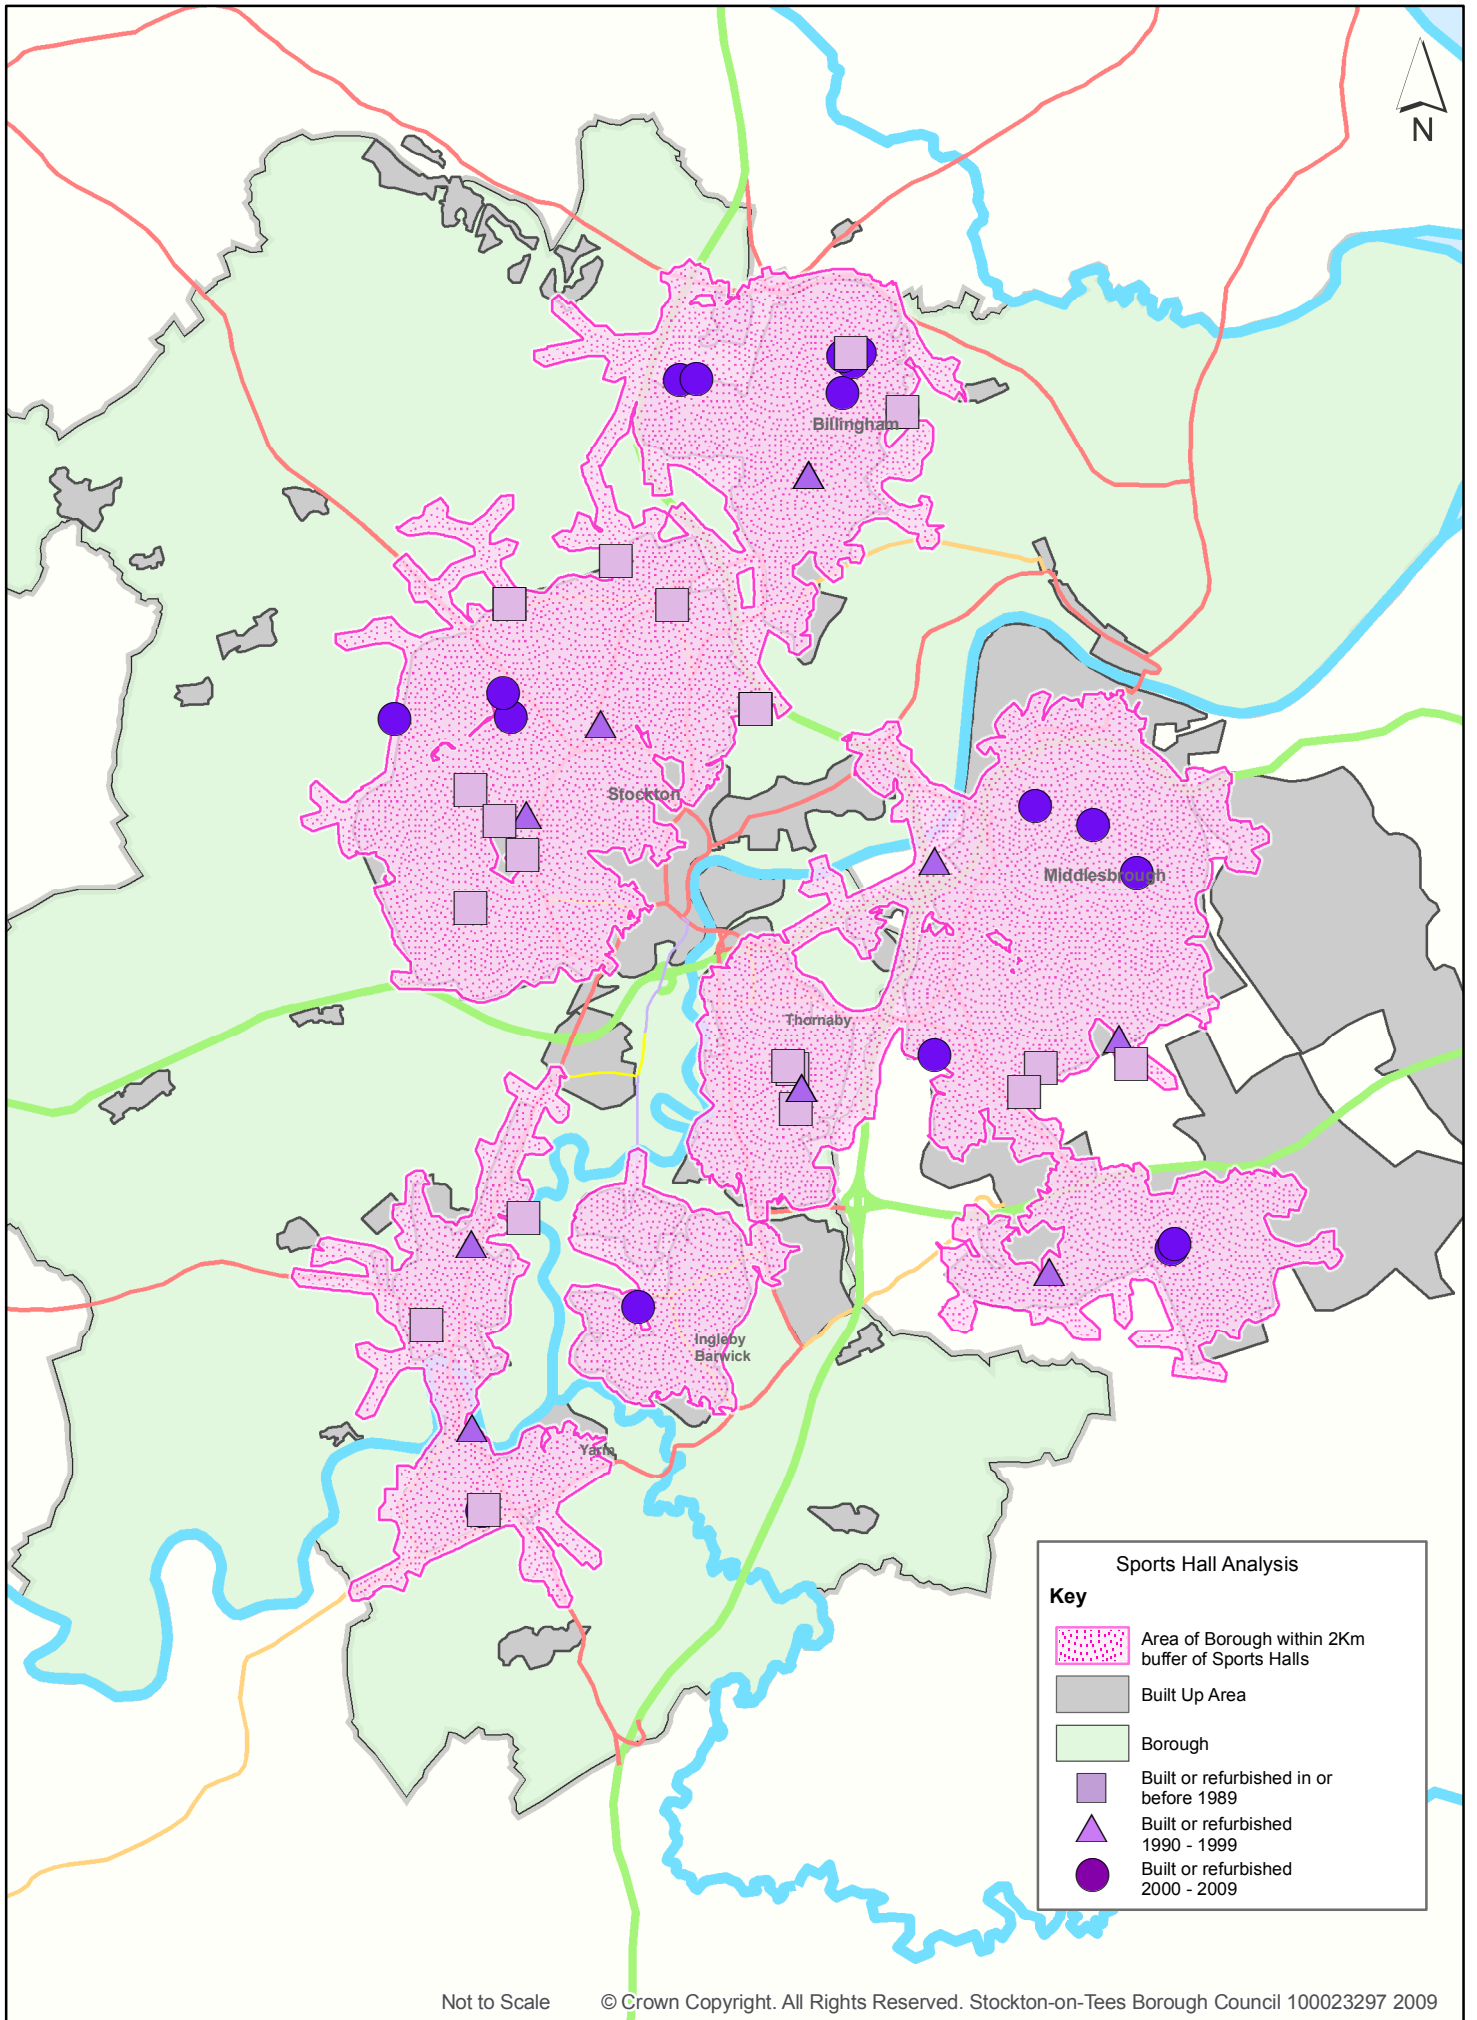 N
Billingham
Stockton
Middlesbrough
Thornaby
Ingleby
Barwick
Yarm
Sports Hall Analysis
Key
Area of Borough within 2Km
buffer of Sports Halls
Built Up Area
Borough
Built or refurbished in or
before 1989
Built or refurbished
1990 - 1999
Built or refurbished
2000 - 2009
Not to Scale
© Crown Copyright. All Rights Reserved. Stockton-on-Tees Borough Council 100023297 2009